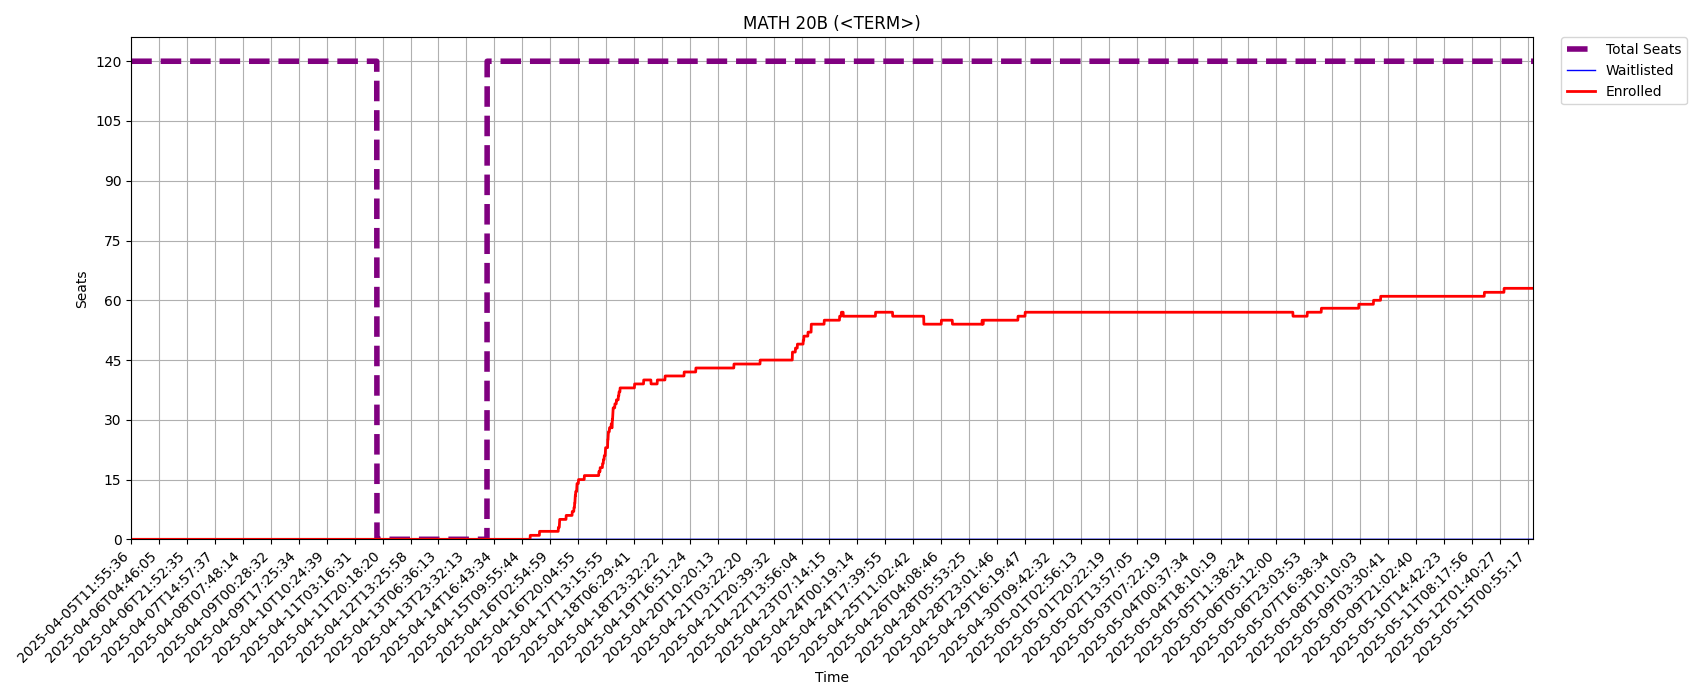 MATH 20B (<TERM>)
Total Seats
Waitlisted
Enrolled
120
105
90
75
60
45
30
15
0
Seats
2025-04-05T11:55:36
2025-04-06T04:46:05
2025-04-06T21:52:35
2025-04-07T14:57:37
2025-04-08T07:48:14
2025-04-09T00:28:32
2025-04-09T17:25:34
2025-04-10T10:24:39
2025-04-11T03:16:31
2025-04-11T20:18:20
2025-04-12T13:25:58
2025-04-13T06:36:13
2025-04-13T23:32:13
2025-04-14T16:43:34
2025-04-15T09:55:44
2025-04-16T02:54:59
2025-04-16T20:04:55
2025-04-17T13:15:55
2025-04-18T06:29:41
2025-04-18T23:32:22
2025-04-19T16:51:24
2025-04-20T10:20:13
2025-04-21T03:22:20
2025-04-21T20:39:32
2025-04-22T13:56:04
2025-04-23T07:14:15
2025-04-24T00:19:14
2025-04-24T17:39:55
2025-04-25T11:02:42
2025-04-26T04:08:46
2025-04-28T05:53:25
2025-04-28T23:01:46
2025-04-29T16:19:47
2025-04-30T09:42:32
2025-05-01T02:56:13
2025-05-01T20:22:19
2025-05-02T13:57:05
2025-05-03T07:22:19
2025-05-04T00:37:34
2025-05-04T18:10:19
2025-05-05T11:38:24
2025-05-06T05:12:00
2025-05-06T23:03:53
2025-05-07T16:38:34
2025-05-08T10:10:03
2025-05-09T03:30:41
2025-05-09T21:02:40
2025-05-10T14:42:23
2025-05-11T08:17:56
2025-05-12T01:40:27
2025-05-15T00:55:17
Time